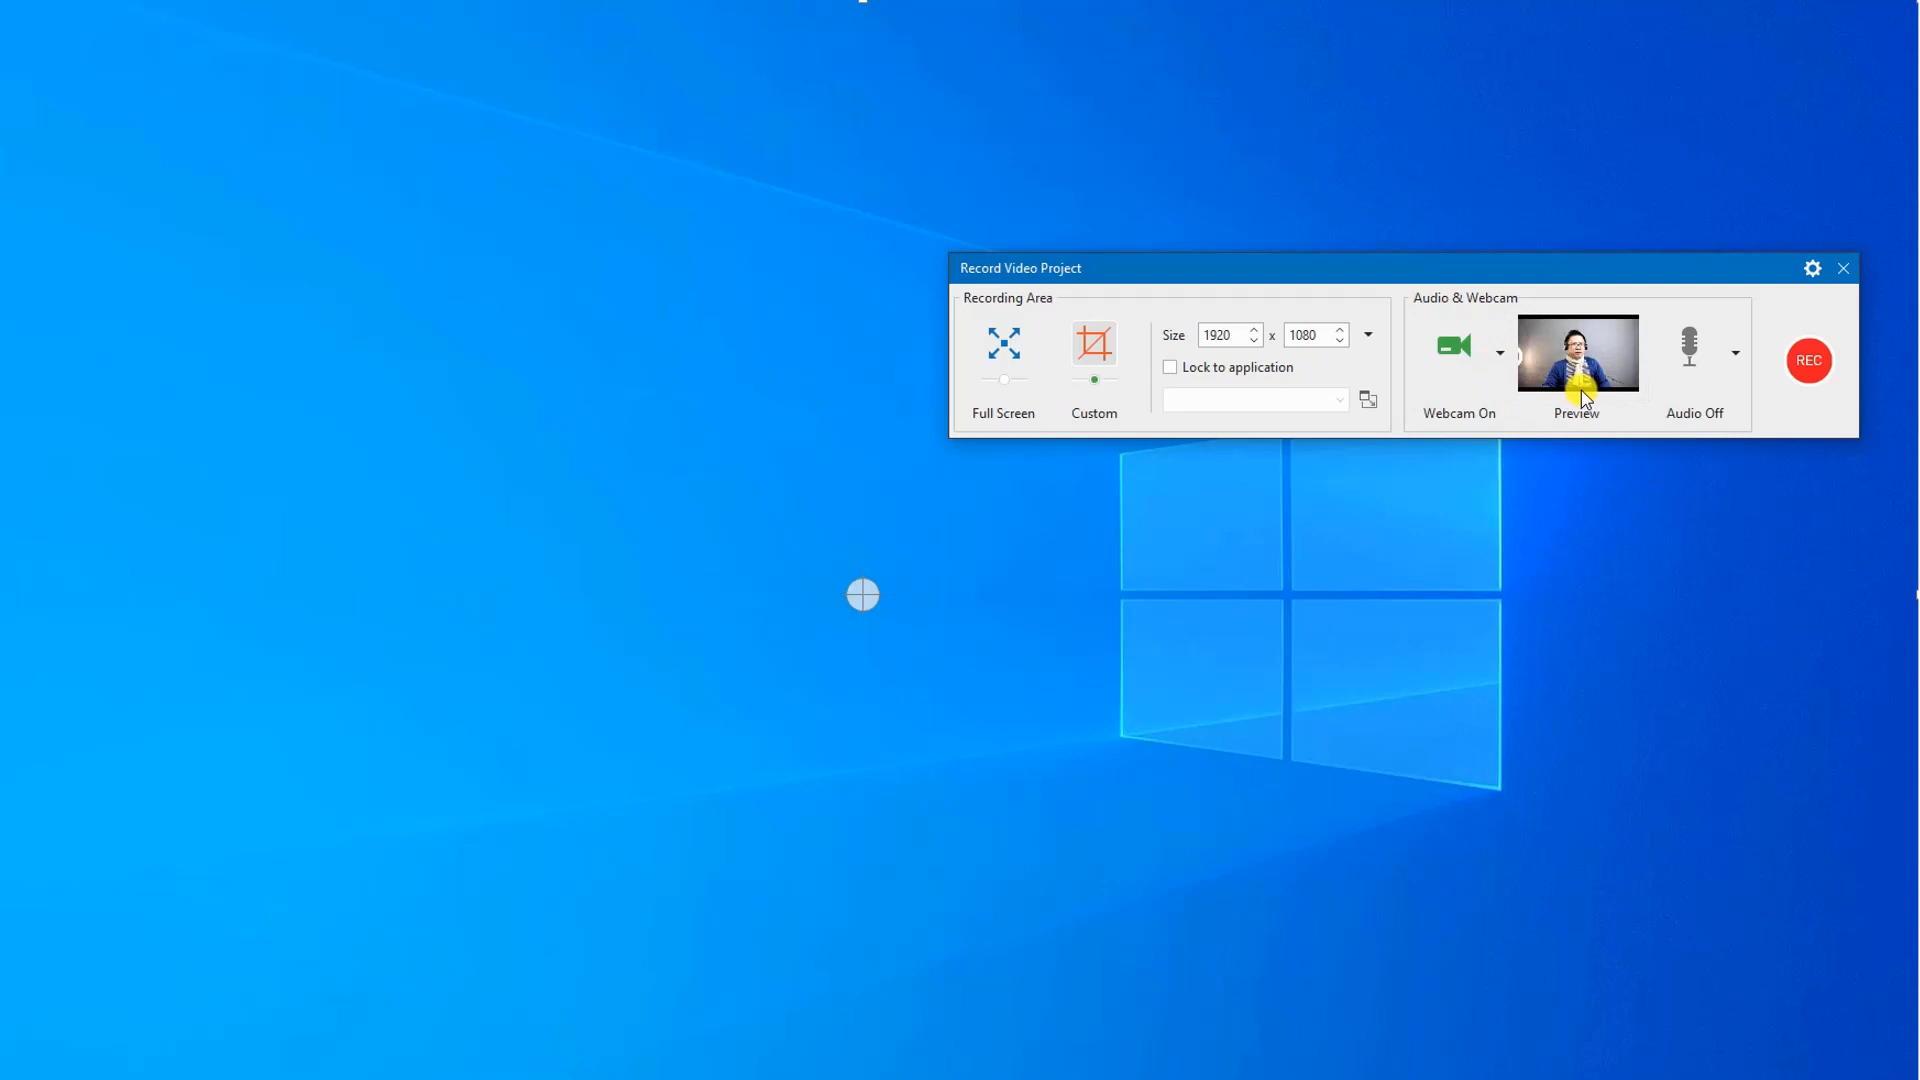 Record Video Project
Recording Area
Audio & Webcam
Size 1920 x 1080
Lock to application
Full Screen
Custom
Webcam On
Preview
Audio Off
REC